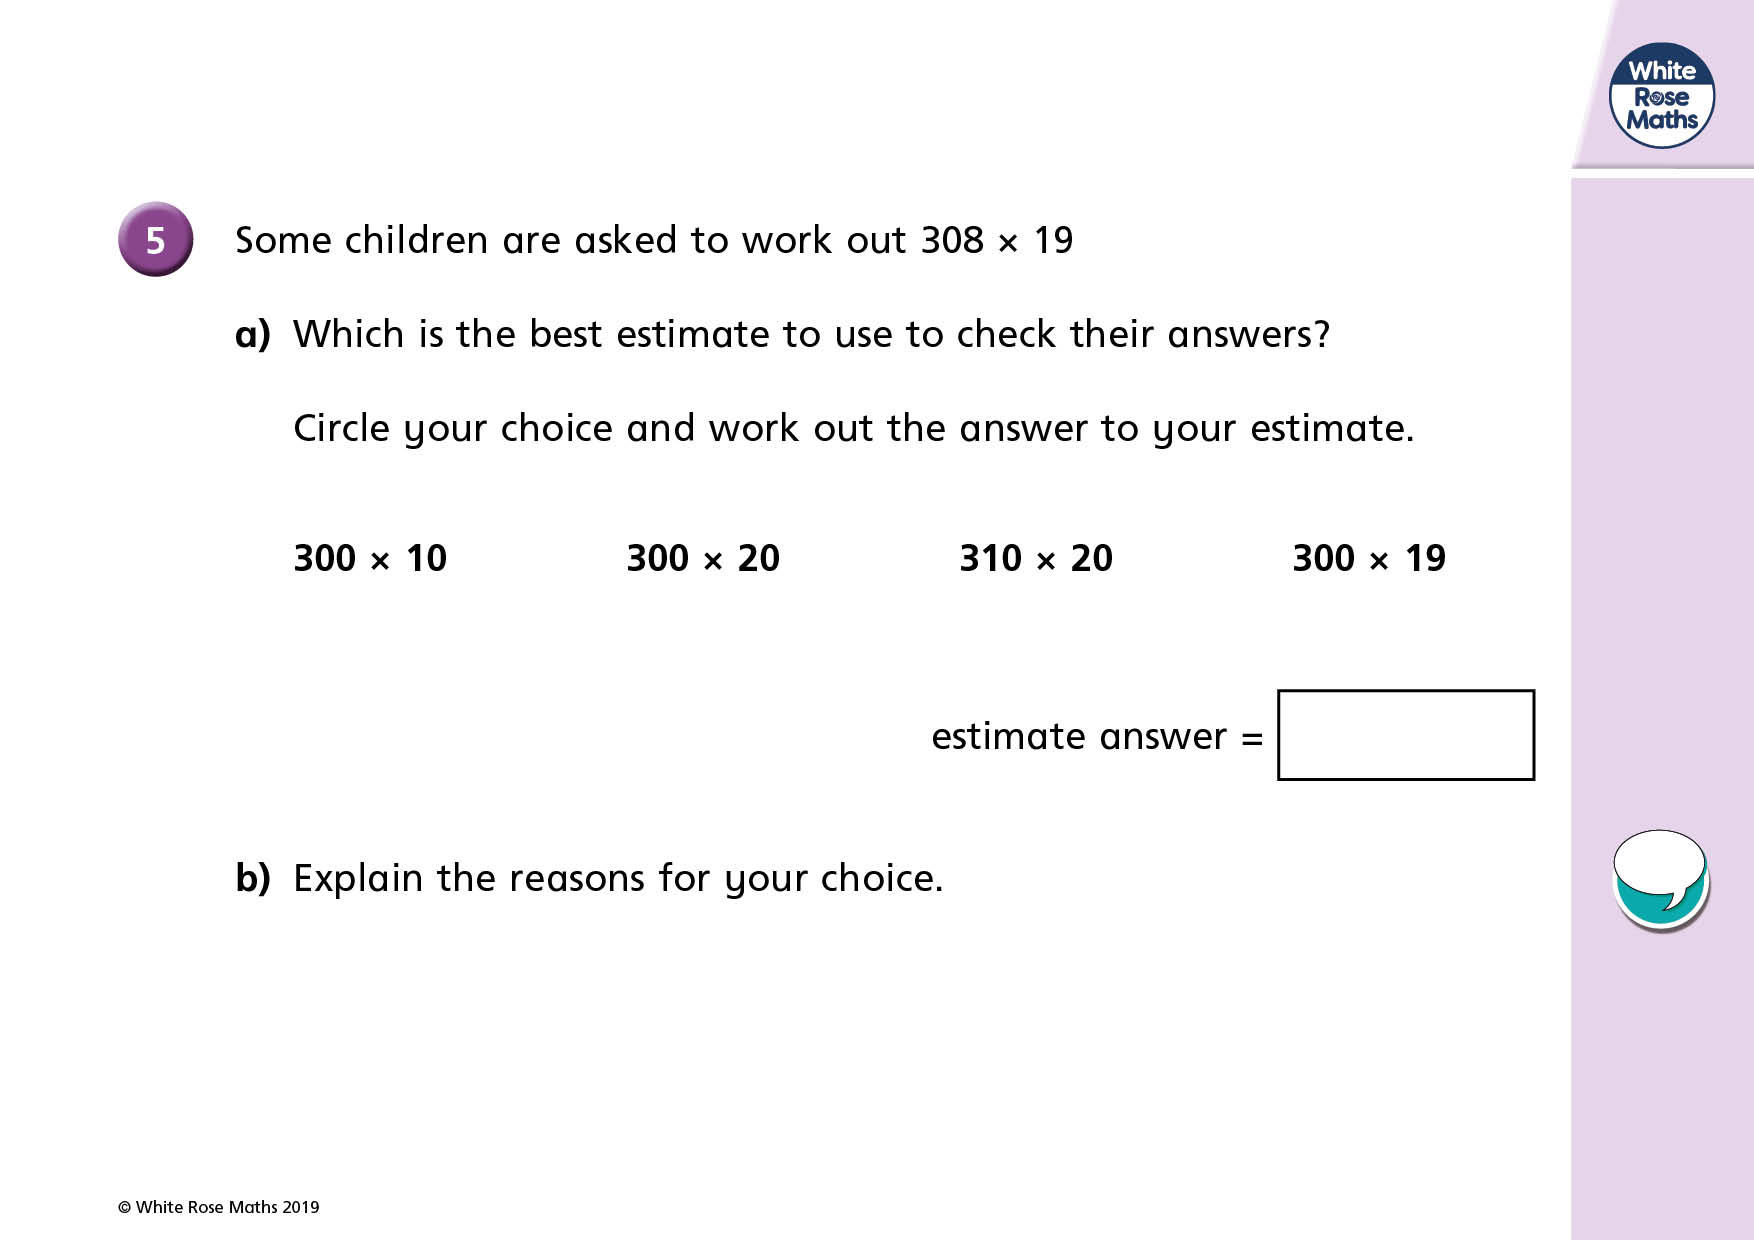 White
Rose
Maths
5 Some children are asked to work out 308 × 19
a) Which is the best estimate to use to check their answers?
Circle your choice and work out the answer to your estimate.
300 × 10 300 × 20 310 × 20 300 × 19
estimate answer =
b) Explain the reasons for your choice.
© White Rose Maths 2019